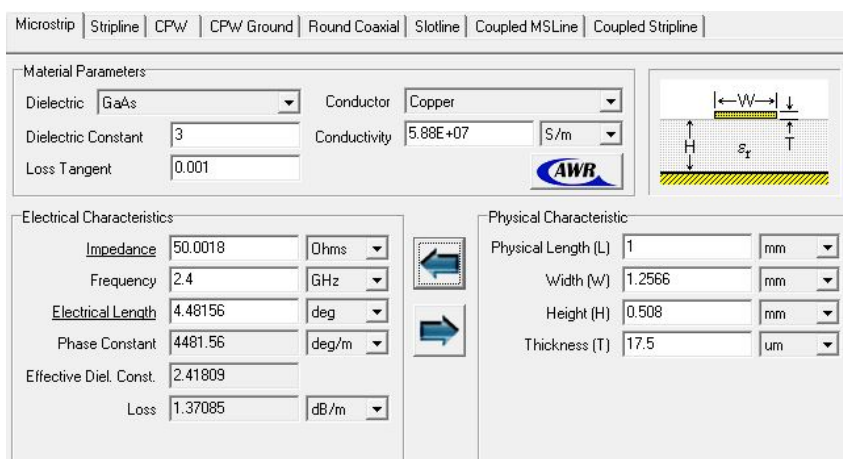 Microstrip Stripline CPW CPW Ground Round Coaxial Slotline Coupled MSLine Coupled Stripline
Material Parameters
Dielectric GaAs Conductor Copper
Dielectric Constant 3 Conductivity 5.88E+07 S/m
Loss Tangent 0.001 AWR
W
H εr T
Electrical Characteristics
Impedance 50.0018 Ohms
Frequency 2.4 GHz
Electrical Length 4.48156 deg
Phase Constant 4481.56 deg/m
Effective Diel. Const. 2.41809
Loss 1.37085 dB/m
Physical Characteristic
Physical Length (L) 1 mm
Width (W) 1.2566 mm
Height (H) 0.508 mm
Thickness (T) 17.5 um